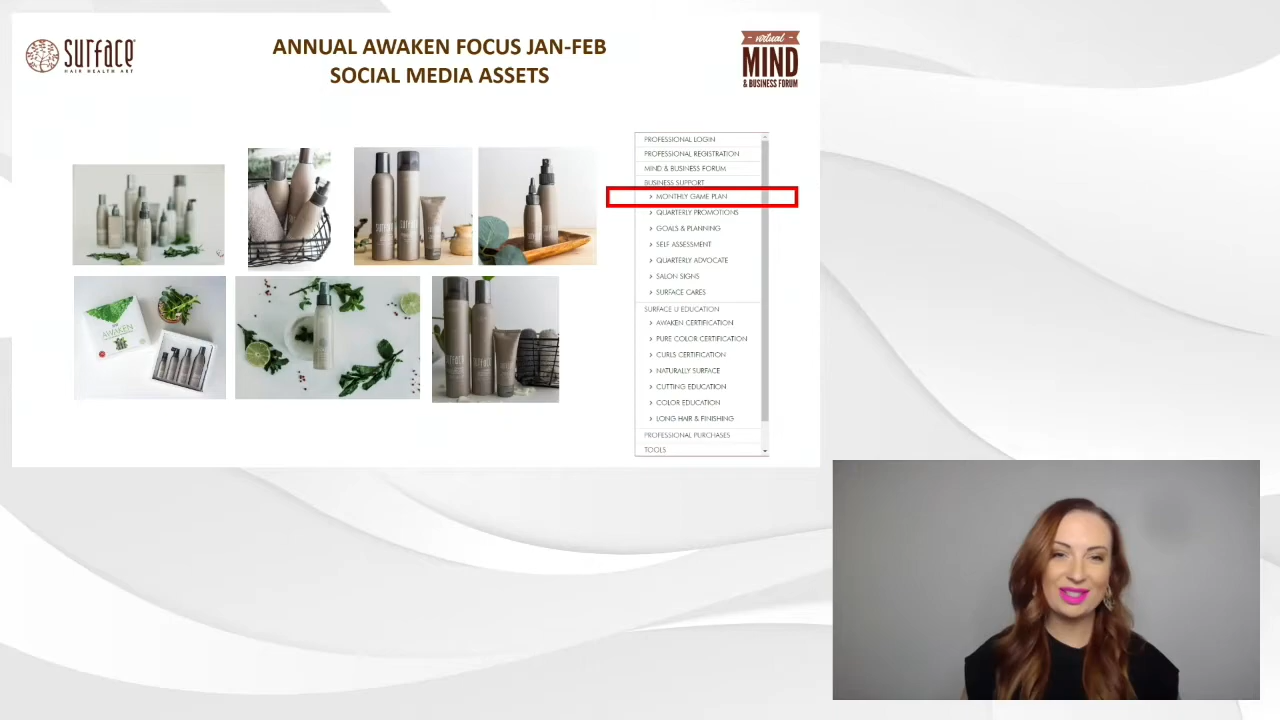 SURFACE
HAIR HEALTH ART
ANNUAL AWAKEN FOCUS JAN-FEB
SOCIAL MEDIA ASSETS
virtual
MIND
& BUSINESS FORUM
PROFESSIONAL LOGIN
PROFESSIONAL REGISTRATION
MIND & BUSINESS FORUM
BUSINESS SUPPORT
> MONTHLY GAME PLAN
> QUARTERLY PROMOTIONS
> GOALS & PLANNING
> SELF ASSESSMENT
> QUARTERLY ADVOCATE
> SALON SIGNS
> SURFACE CARES
SURFACE U EDUCATION
> AWAKEN CERTIFICATION
> PURE COLOR CERTIFICATION
> CURLS CERTIFICATION
> NATURALLY SURFACE
> CUTTING EDUCATION
> COLOR EDUCATION
> LONG HAIR & FINISHING
PROFESSIONAL PURCHASES
TOOLS
AWAKEN
SURFACE
SURFACE